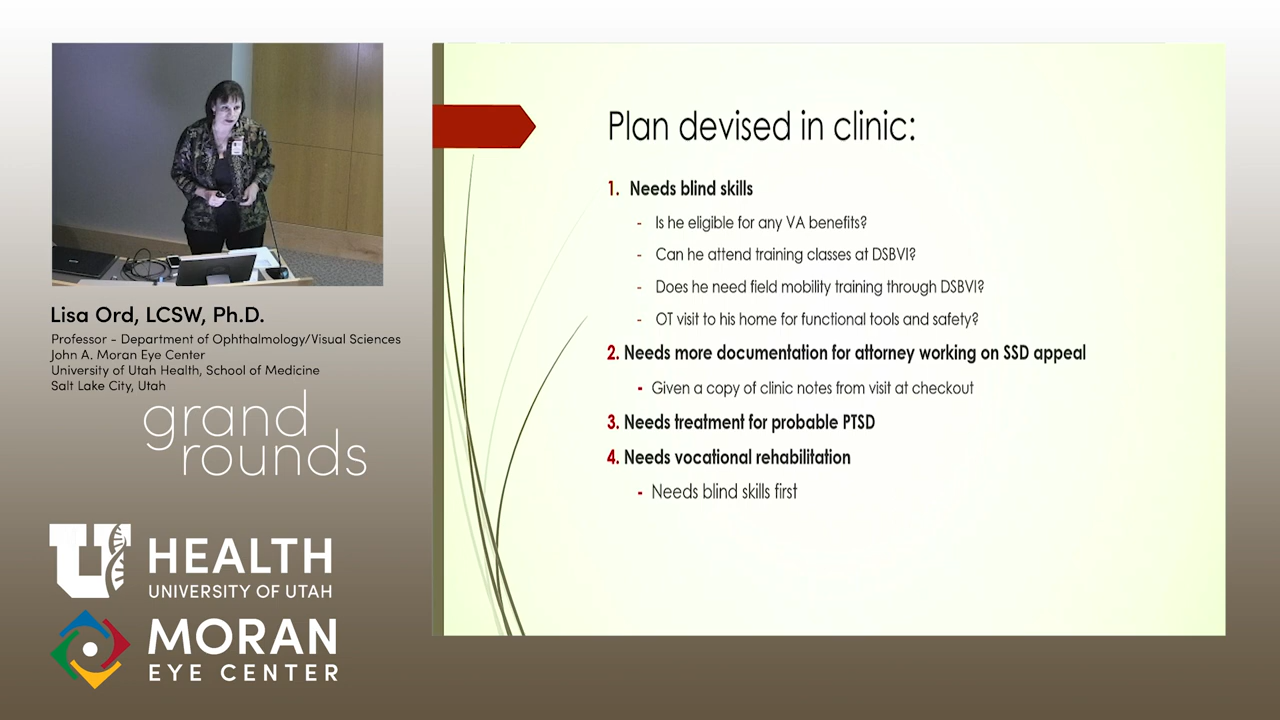 Lisa Ord, LCSW, Ph.D.
Professor - Department of Ophthalmology/Visual Sciences
John A. Moran Eye Center
University of Utah Health, School of Medicine
Salt Lake City, Utah
grand
rounds
U HEALTH
UNIVERSITY OF UTAH
MORAN
EYE CENTER
Plan devised in clinic:
1. Needs blind skills
- Is he eligible for any VA benefits?
- Can he attend training classes at DSBVI?
- Does he need field mobility training through DSBVI?
- OT visit to his home for functional tools and safety?
2. Needs more documentation for attorney working on SSD appeal
- Given a copy of clinic notes from visit at checkout
3. Needs treatment for probable PTSD
4. Needs vocational rehabilitation
- Needs blind skills first